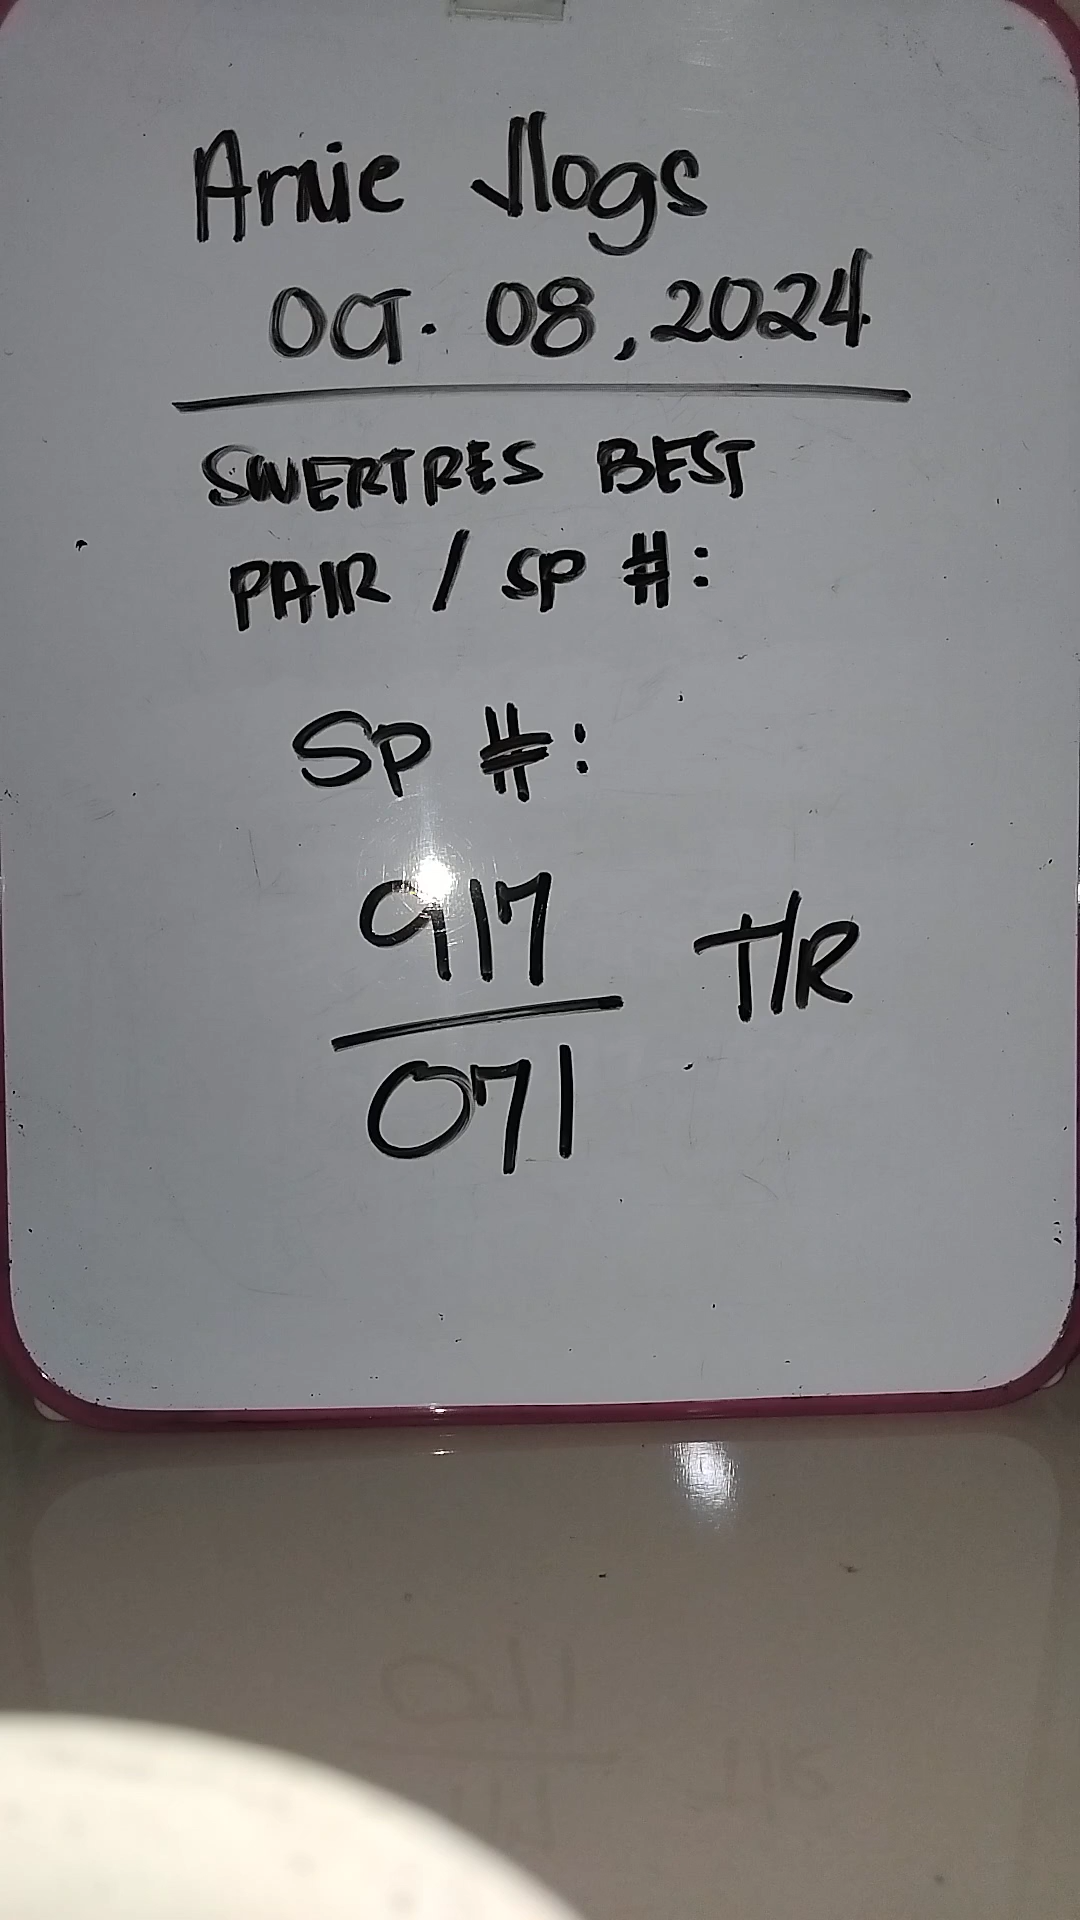 Arnie Vlogs
OCT. 08, 2024
SWERTRES BEST
PAIR / SP #:
SP #:
917 T/R
071